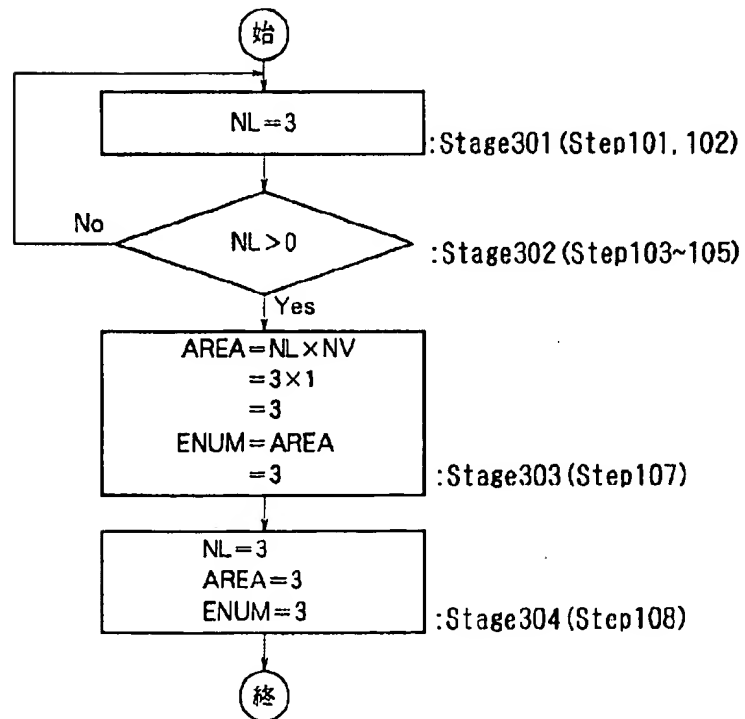 始
NL=3
:Stage301(Step101,102)
No
NL>0
:Stage302(Step103~105)
Yes
AREA=NL×NV
=3×1
=3
ENUM=AREA
=3
:Stage303(Step107)
NL=3
AREA=3
ENUM=3
:Stage304(Step108)
終